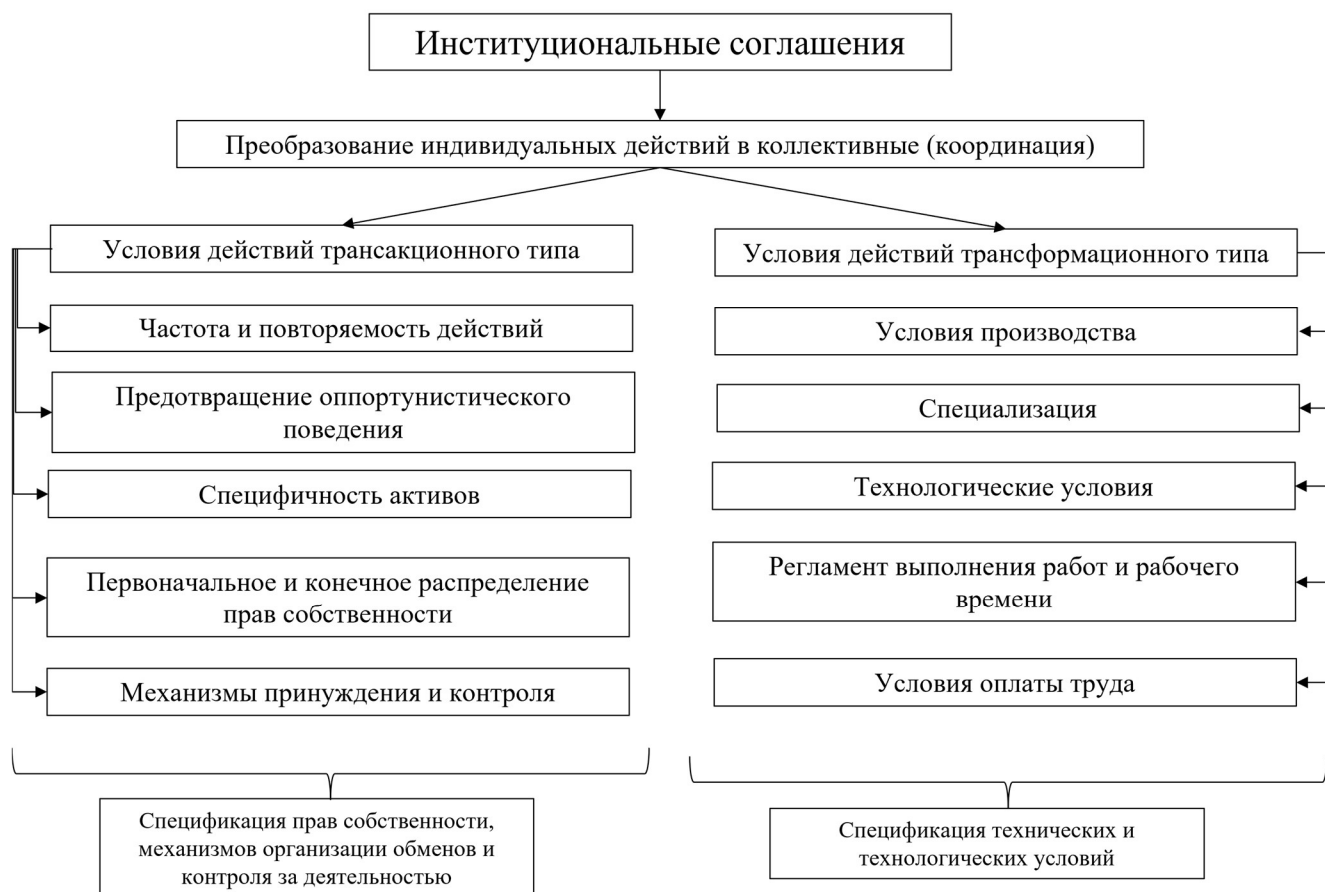 Институциональные соглашения
Преобразование индивидуальных действий в коллективные (координация)
Условия действий трансакционного типа
Частота и повторяемость действий
Предотвращение оппортунистического
поведения
Специфичность активов
Первоначальное и конечное распределение
прав собственности
Механизмы принуждения и контроля
Спецификация прав собственности,
механизмов организации обменов и
контроля за деятельностью
Условия действий трансформационного типа
Условия производства
Специализация
Технологические условия
Регламент выполнения работ и рабочего
времени
Условия оплаты труда
Спецификация технических и
технологических условий